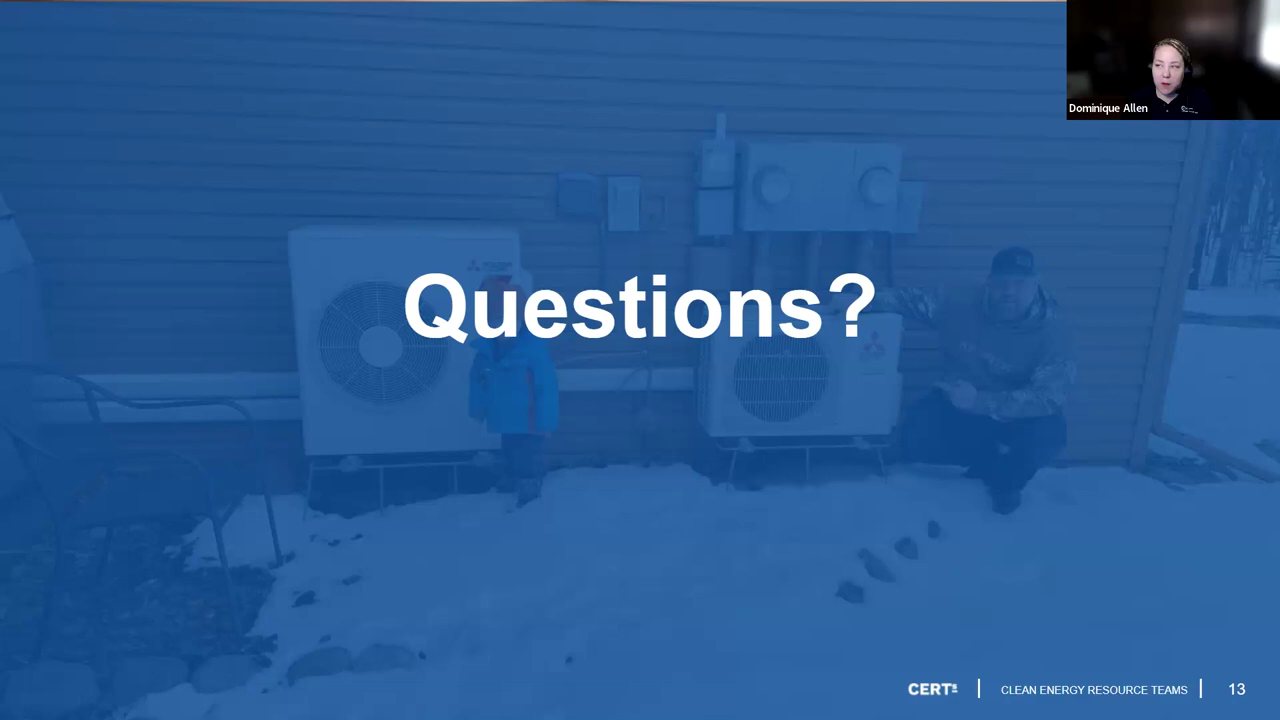 Dominique Allen
Questions?
CERTs | CLEAN ENERGY RESOURCE TEAMS | 13